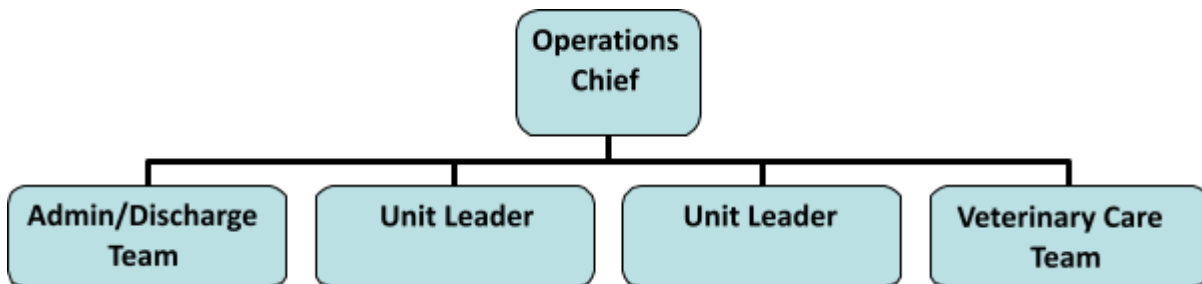 Operations
Chief
Admin/Discharge
Team
Unit Leader
Unit Leader
Veterinary Care
Team